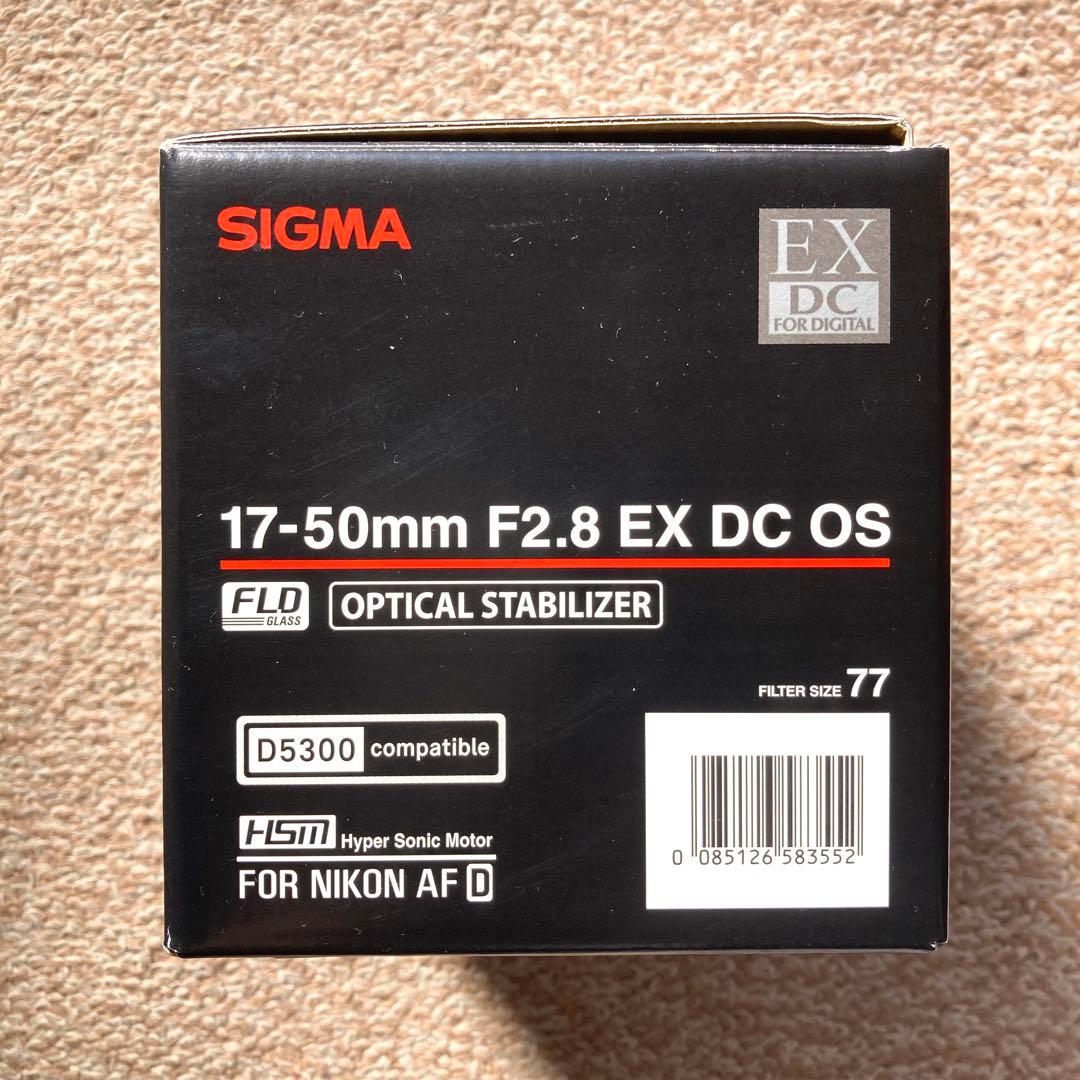 SIGMA
EX
DC
FOR DIGITAL
17-50mm F2.8 EX DC OS
FLD
GLASS
OPTICAL STABILIZER
FILTER SIZE 77
D5300 compatible
HSM Hyper Sonic Motor
FOR NIKON AF D
0 085126 583552